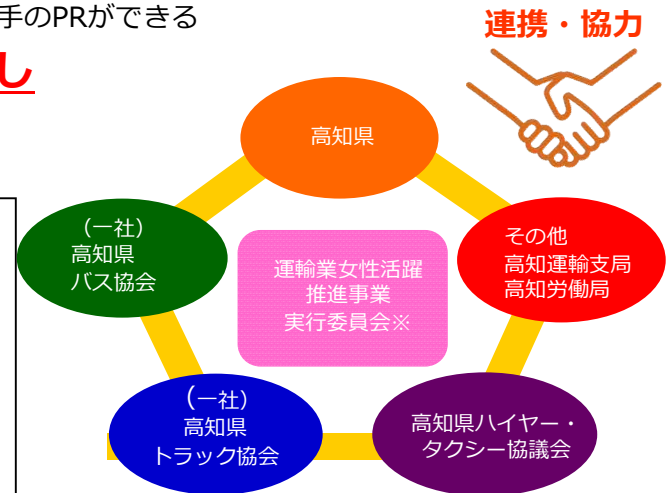 手のPRができる
し
連携・協力
高知県
(一社)
高知県
バス協会
その他
高知運輸支局
高知労働局
運輸業女性活躍
推進事業
実行委員会※
(一社)
高知県
トラック協会
高知県ハイヤー・
タクシー協議会